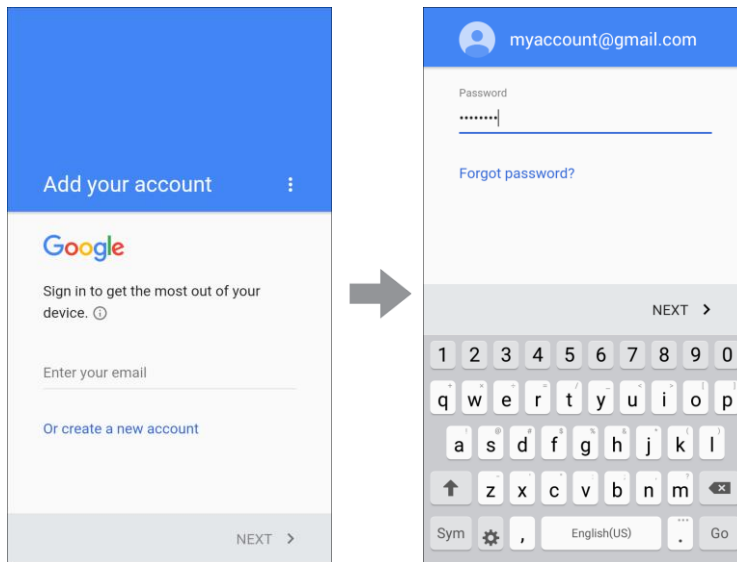 Add your account
Google
Sign in to get the most out of your
device.
Enter your email
Or create a new account
NEXT
myaccount@gmail.com
Password
••••••••
Forgot password?
NEXT
1 2 3 4 5 6 7 8 9 0
q w e r t y u i o p
a s d f g h j k l
z x c v b n m
Sym , English(US) . Go